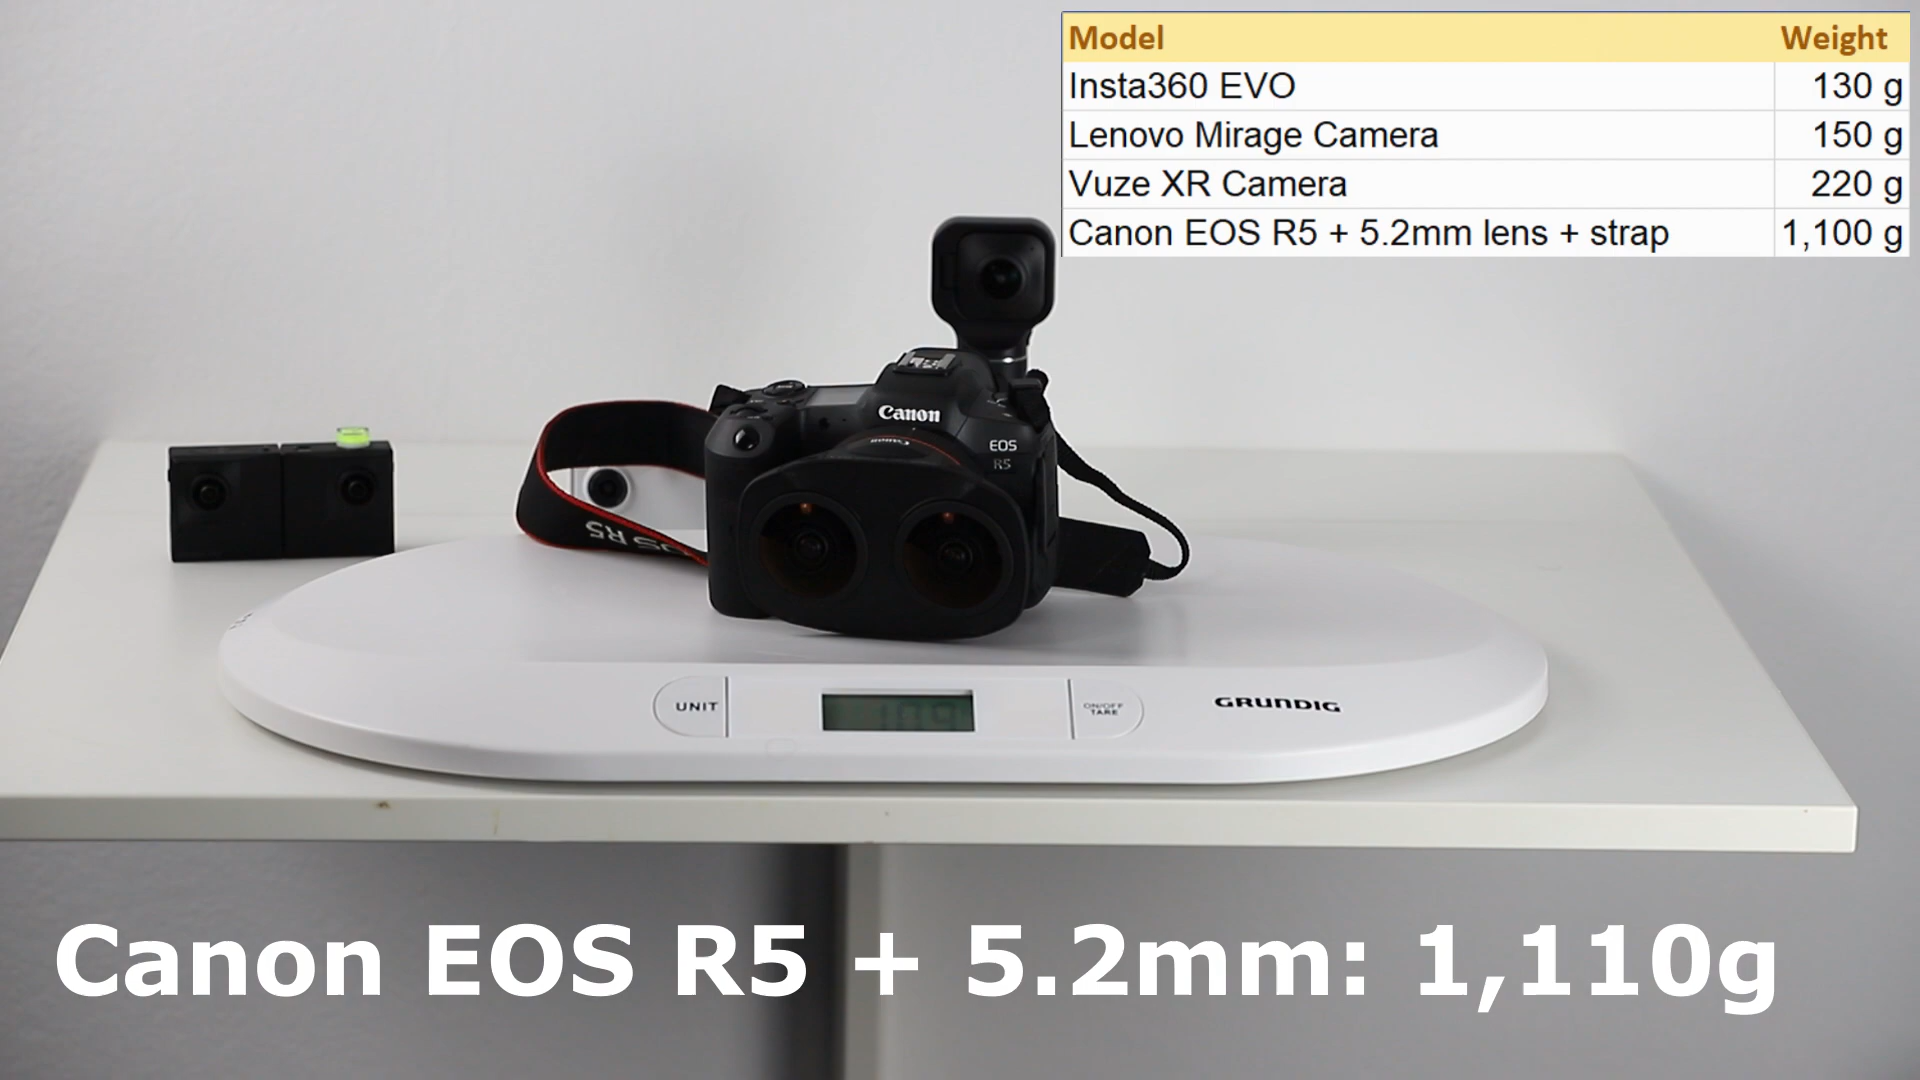 Model Weight
Insta360 EVO 130 g
Lenovo Mirage Camera 150 g
Vuze XR Camera 220 g
Canon EOS R5 + 5.2mm lens + strap 1,100 g
Canon
EOS
R5
Canon
EOS R5
UNIT
ON/OFF
TARE
GRUNDIG
Canon EOS R5 + 5.2mm: 1,110g